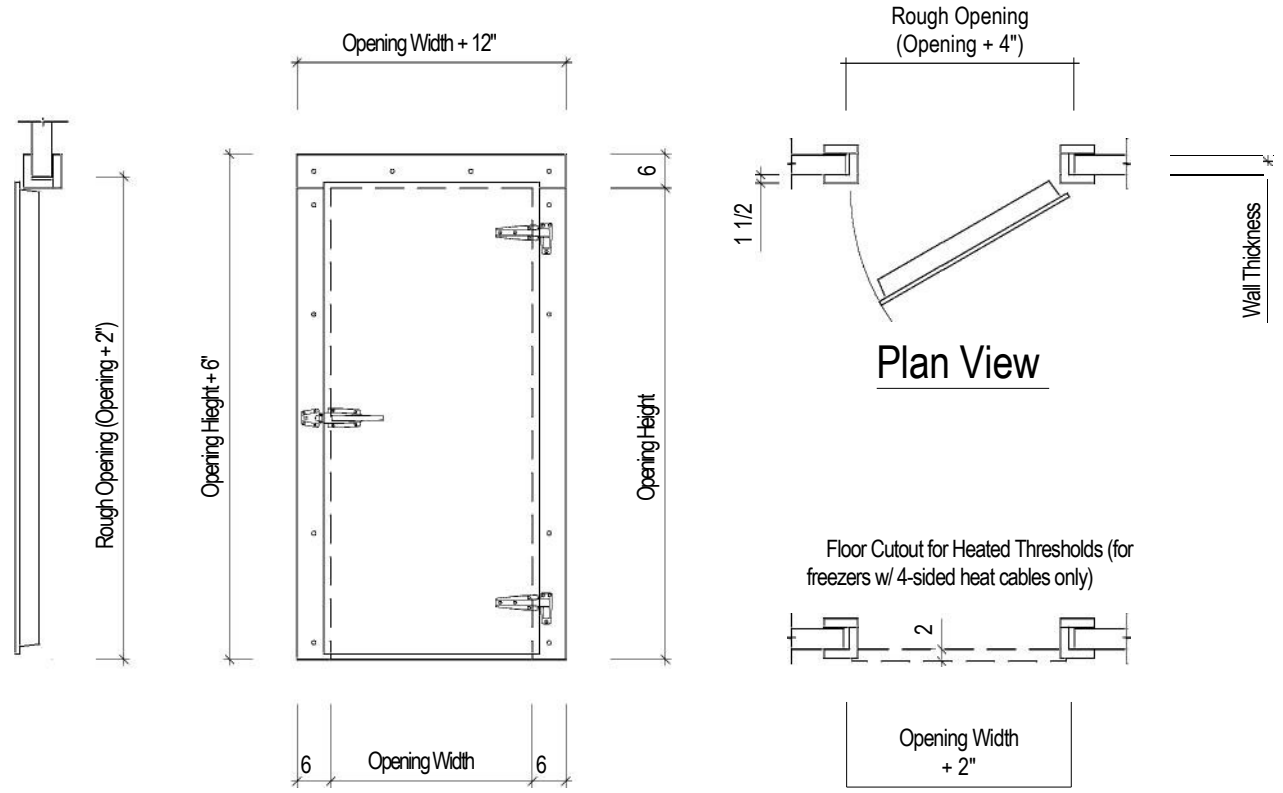 Opening Width + 12"
Rough Opening
(Opening + 4")
6
1 1/2
Wall Thickness
Plan View
Rough Opening (Opening + 2")
Opening Hieght + 6"
Opening Height
Floor Cutout for Heated Thresholds (for
freezers w/ 4-sided heat cables only)
2
6
Opening Width
6
Opening Width
+ 2"